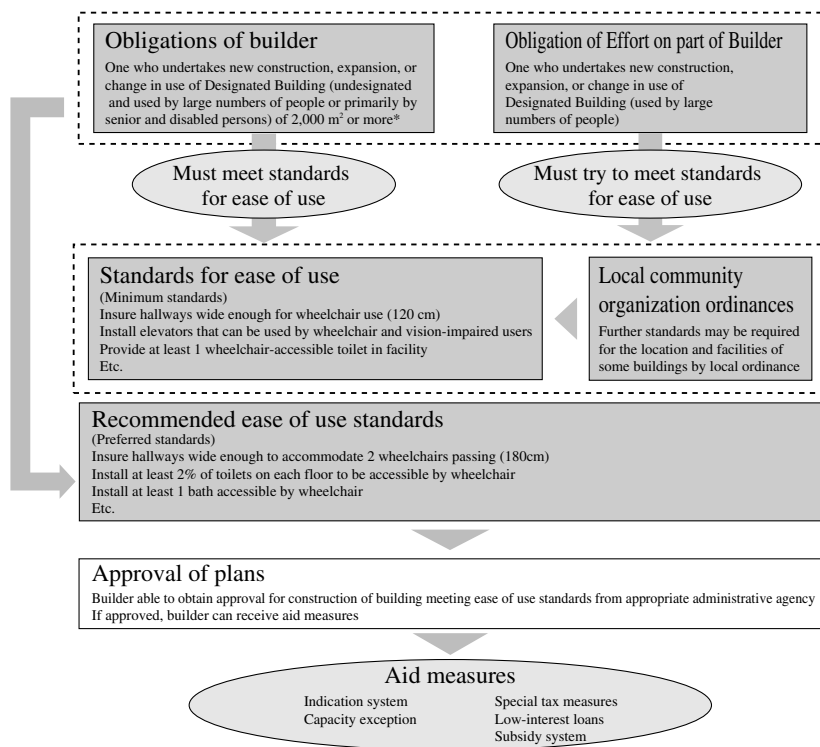 Obligations of builder
One who undertakes new construction, expansion, or
change in use of Designated Building (undesignated
and used by large numbers of people or primarily by
senior and disabled persons) of 2,000 m² or more*
Obligation of Effort on part of Builder
One who undertakes new construction,
expansion, or change in use of
Designated Building (used by large
numbers of people)
Must meet standards
for ease of use
Must try to meet standards
for ease of use
Standards for ease of use
(Minimum standards)
Insure hallways wide enough for wheelchair use (120 cm)
Install elevators that can be used by wheelchair and vision-impaired users
Provide at least 1 wheelchair-accessible toilet in facility
Etc.
Local community
organization ordinances
Further standards may be required
for the location and facilities of
some buildings by local ordinance
Recommended ease of use standards
(Preferred standards)
Insure hallways wide enough to accommodate 2 wheelchairs passing (180cm)
Install at least 2% of toilets on each floor to be accessible by wheelchair
Install at least 1 bath accessible by wheelchair
Etc.
Approval of plans
Builder able to obtain approval for construction of building meeting ease of use standards from appropriate administrative agency
If approved, builder can receive aid measures
Aid measures
Indication system
Capacity exception
Special tax measures
Low-interest loans
Subsidy system